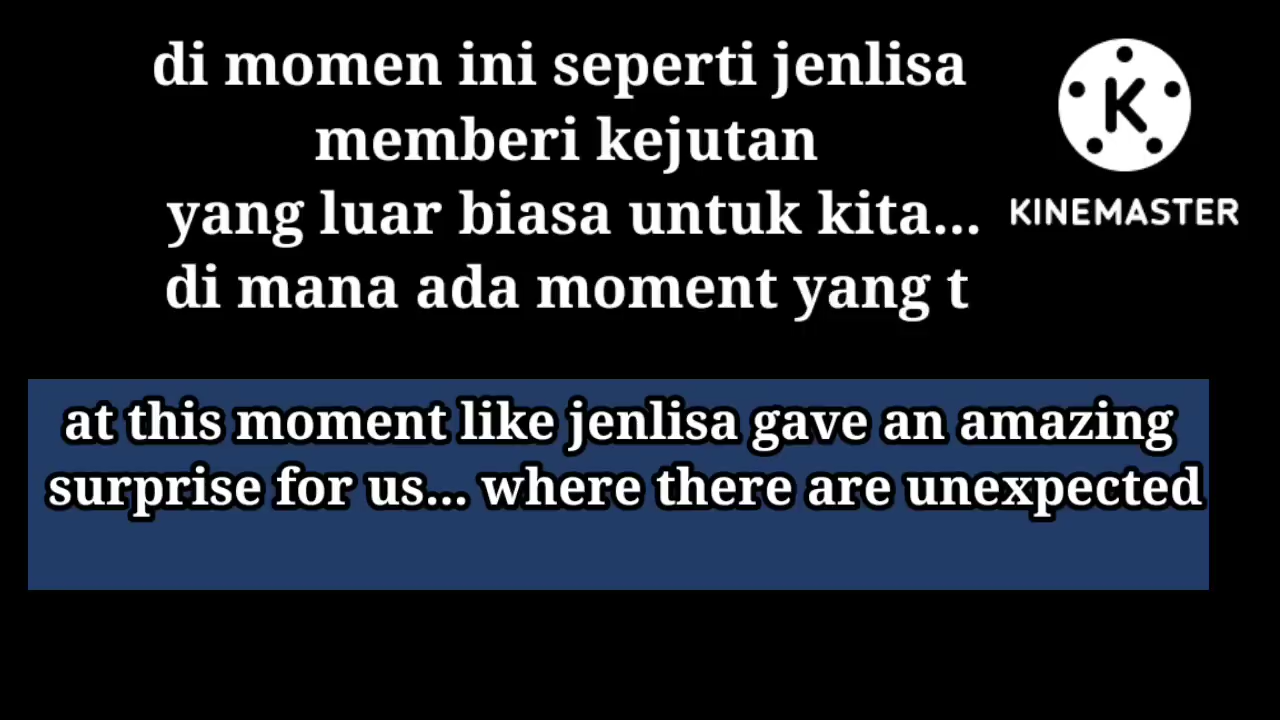 di momen ini seperti jenlisa
memberi kejutan
yang luar biasa untuk kita...
di mana ada moment yang t
K
KINEMASTER
at this moment like jenlisa gave an amazing
surprise for us... where there are unexpected